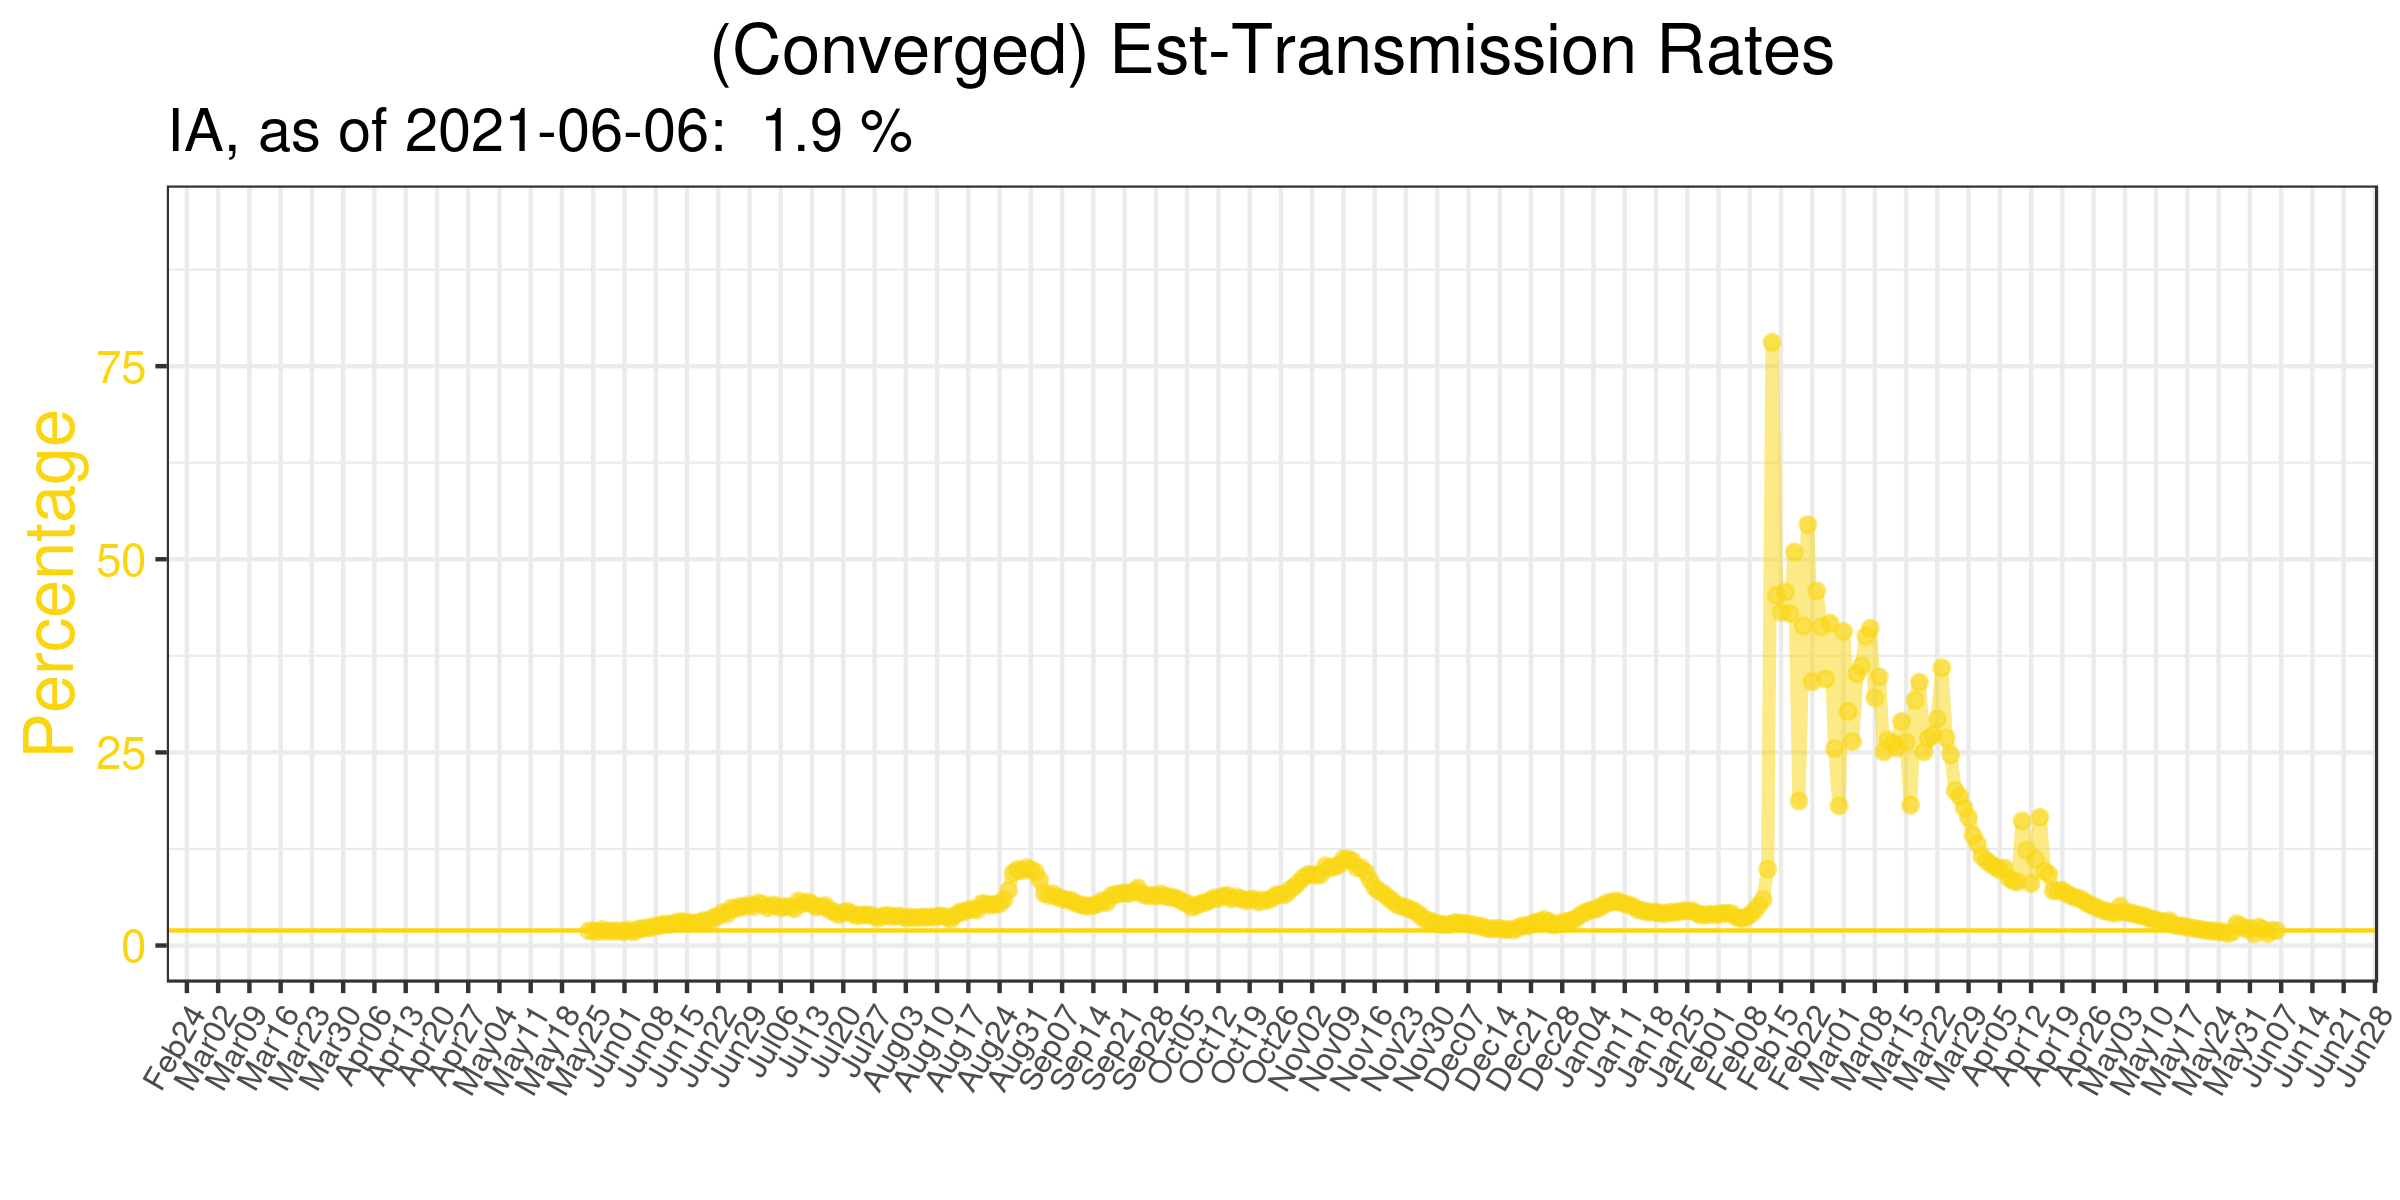 (Converged) Est-Transmission Rates
IA, as of 2021-06-06:  1.9 %
Percentage
75
50
25
0
Feb24
Mar02
Mar09
Mar16
Mar23
Mar30
Apr06
Apr13
Apr20
Apr27
May04
May11
May18
May25
Jun01
Jun08
Jun15
Jun22
Jun29
Jul06
Jul13
Jul20
Jul27
Aug03
Aug10
Aug17
Aug24
Aug31
Sep07
Sep14
Sep21
Sep28
Oct05
Oct12
Oct19
Oct26
Nov02
Nov09
Nov16
Nov23
Nov30
Dec07
Dec14
Dec21
Dec28
Jan04
Jan11
Jan18
Jan25
Feb01
Feb08
Feb15
Feb22
Mar01
Mar08
Mar15
Mar22
Mar29
Apr05
Apr12
Apr19
Apr26
May03
May10
May17
May24
May31
Jun07
Jun14
Jun21
Jun28